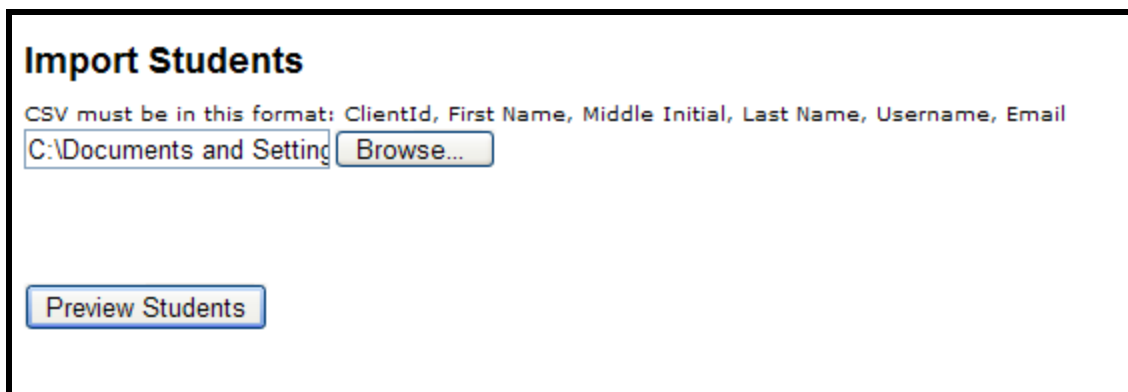 Import Students
CSV must be in this format: ClientId, First Name, Middle Initial, Last Name, Username, Email
C:\Documents and Setting Browse...
Preview Students